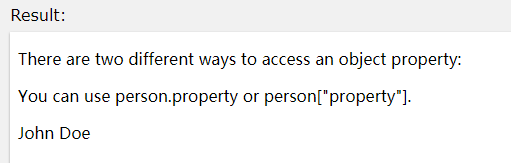 Result:
There are two different ways to access an object property:
You can use person.property or person["property"].
John Doe